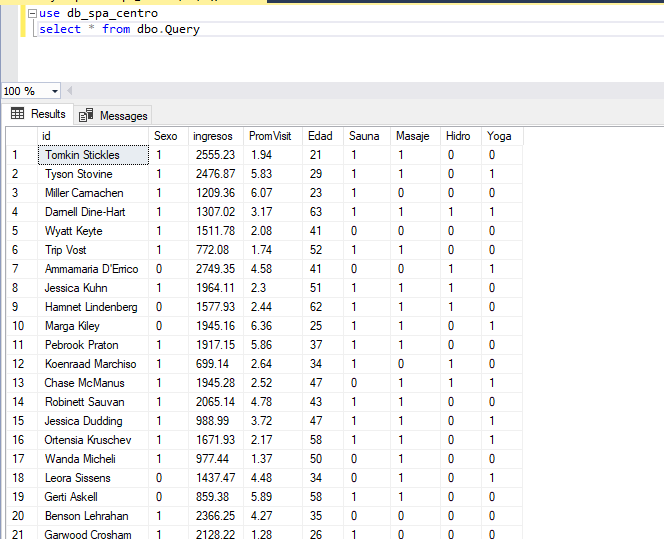 use db_spa_centro
select * from dbo.Query
100 %
Results Messages
id Sexo ingresos PromVisit Edad Sauna Masaje Hidro Yoga
1 Tomkin Stickles 1 2555.23 1.94 21 1 1 0 0
2 Tyson Stovine 1 2476.87 5.83 29 1 1 0 1
3 Miller Carnachen 1 1209.36 6.07 23 1 0 0 0
4 Darnell Dine-Hart 1 1307.02 3.17 63 1 1 1 1
5 Wyatt Keyte 1 1511.78 2.08 41 0 0 0 0
6 Trip Vost 1 772.08 1.74 52 1 1 0 0
7 Ammamaria D'Errico 0 2749.35 4.58 41 0 0 1 1
8 Jessica Kuhn 1 1964.11 2.3 51 1 1 1 0
9 Hamnet Lindenberg 0 1577.93 2.44 62 1 1 1 0
10 Marga Kiley 0 1945.16 6.36 25 1 1 0 1
11 Pebrook Praton 1 1917.15 5.86 37 1 1 0 0
12 Koenraad Marchiso 1 699.14 2.64 34 1 0 1 0
13 Chase McManus 1 1945.28 2.52 47 0 1 1 1
14 Robinett Sauvan 1 2065.14 4.78 43 1 1 0 0
15 Jessica Dudding 1 988.99 3.72 47 1 1 0 1
16 Ortensia Kruschev 1 1671.93 2.17 58 1 1 0 1
17 Wanda Micheli 1 977.44 1.37 50 0 1 0 0
18 Leora Sissens 0 1437.47 4.48 34 0 1 0 1
19 Gerti Askell 0 859.38 5.89 58 1 1 0 0
20 Benson Lehrahan 1 2366.25 4.27 35 0 0 0 0
21 Garwood Crosham 1 2128.22 1.28 26 1 0 0 0